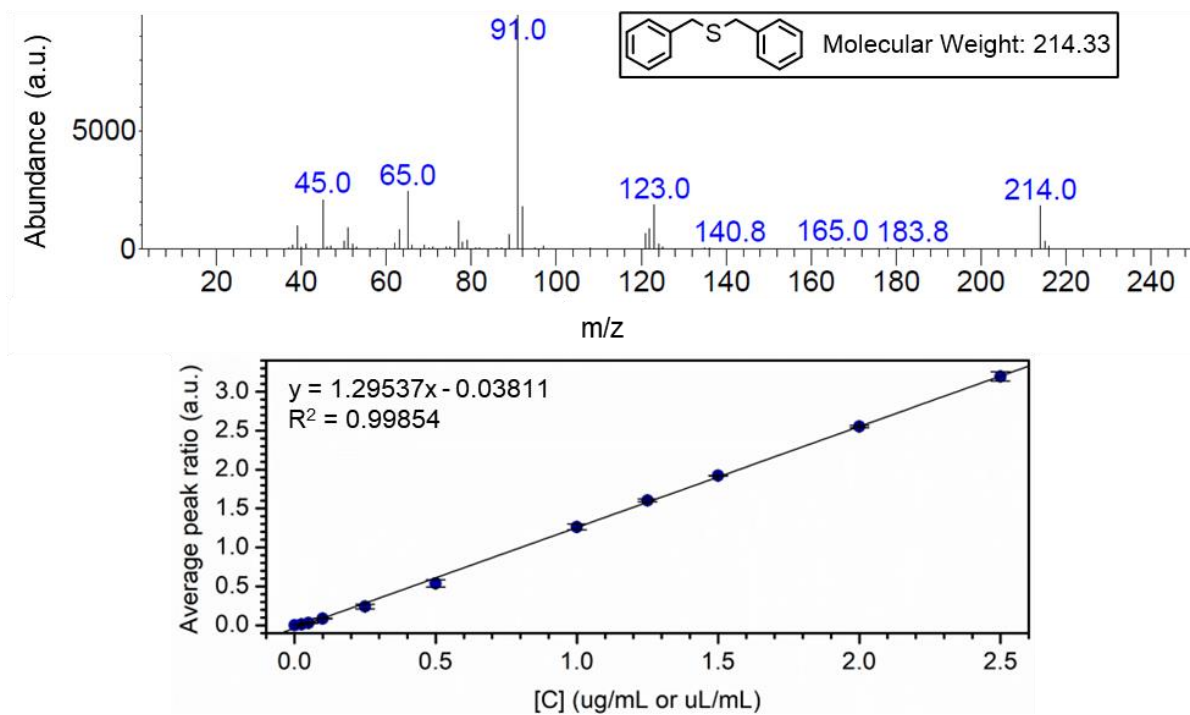 91.0
S
Molecular Weight: 214.33
Abundance (a.u.)
5000
0
45.0
65.0
123.0
140.8
165.0
183.8
214.0
20 40 60 80 100 120 140 160 180 200 220 240
m/z
y = 1.29537x - 0.03811
R² = 0.99854
Average peak ratio (a.u.)
3.0
2.5
2.0
1.5
1.0
0.5
0.0
0.0 0.5 1.0 1.5 2.0 2.5
[C] (ug/mL or uL/mL)